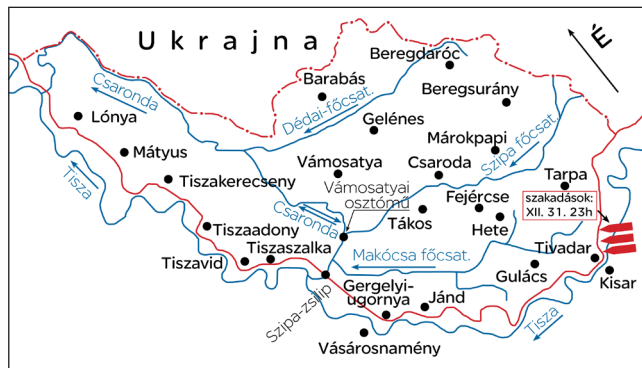 Ukrajna
É
Beregdaróc
Csaronda
Barabás
Beregsurány
Dédai-főcsat.
Lónya
Gelénes
Márokpapi
Szipa-főcsat.
Mátyus
Vámosatya
Csaroda
Tarpa
Tiszakerecseny
Vámosatyai
osztómű
Tisza
szakadások:
XII. 31. 23h
Fejércse
Csaronda
Tákos
Hete
Tiszaadony
Tiszaszalka
Makócsa főcsat.
Tivadar
Tiszavid
Gulács
Kisar
Szipa-zsilip
Gergelyi-
ugornya
Jánd
Tisza
Vásárosnamény